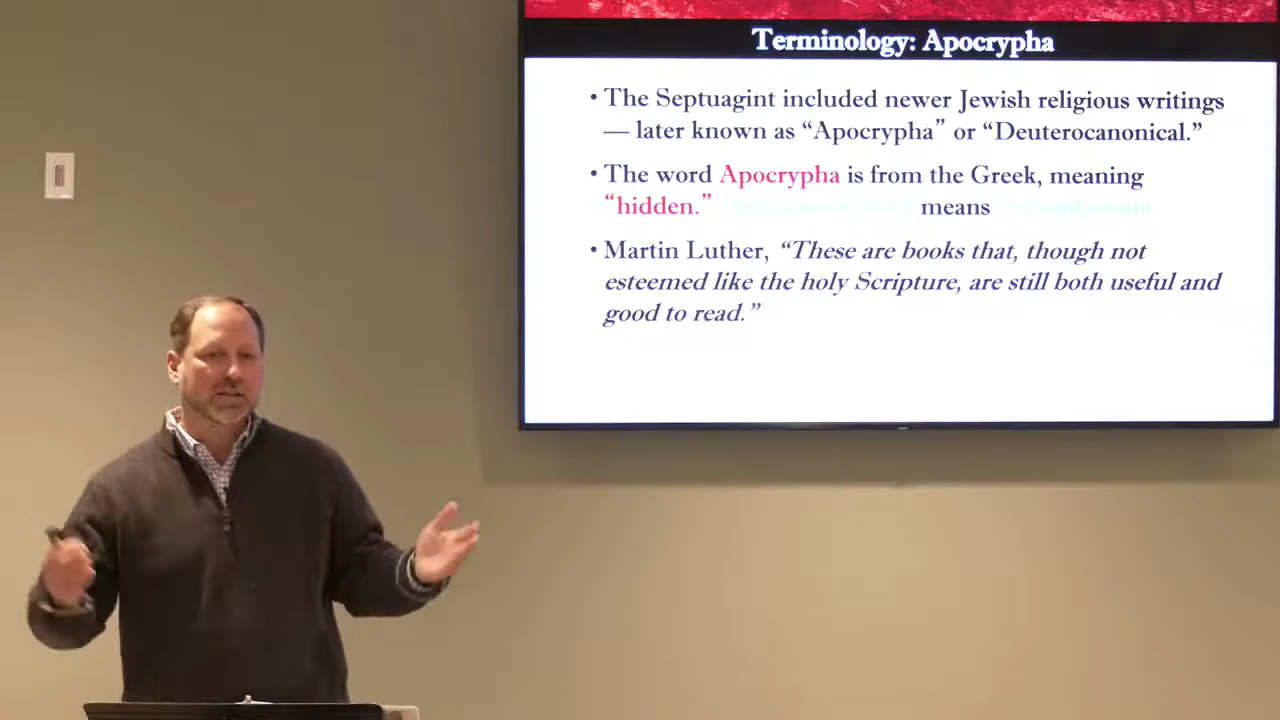 Terminology: Apocrypha
• The Septuagint included newer Jewish religious writings
— later known as “Apocrypha” or “Deuterocanonical.”
• The word Apocrypha is from the Greek, meaning
“hidden.” means
• Martin Luther, “These are books that, though not
esteemed like the holy Scripture, are still both useful and
good to read.”